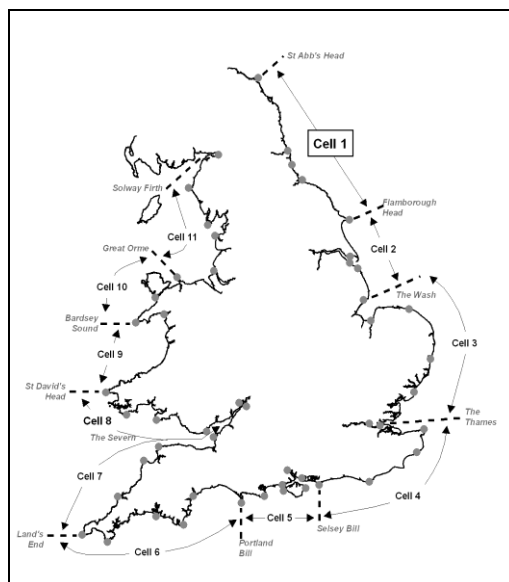 St Abb's Head
Cell 1
Solway Firth
Flamborough
Head
Cell 11
Great Orme
Cell 2
Cell 10
The Wash
Bardsey
Sound
Cell 3
Cell 9
St David's
Head
Cell 8
The Severn
The
Thames
Cell 7
Cell 4
Cell 5
Land's
End
Cell 6
Selsey Bill
Portland
Bill